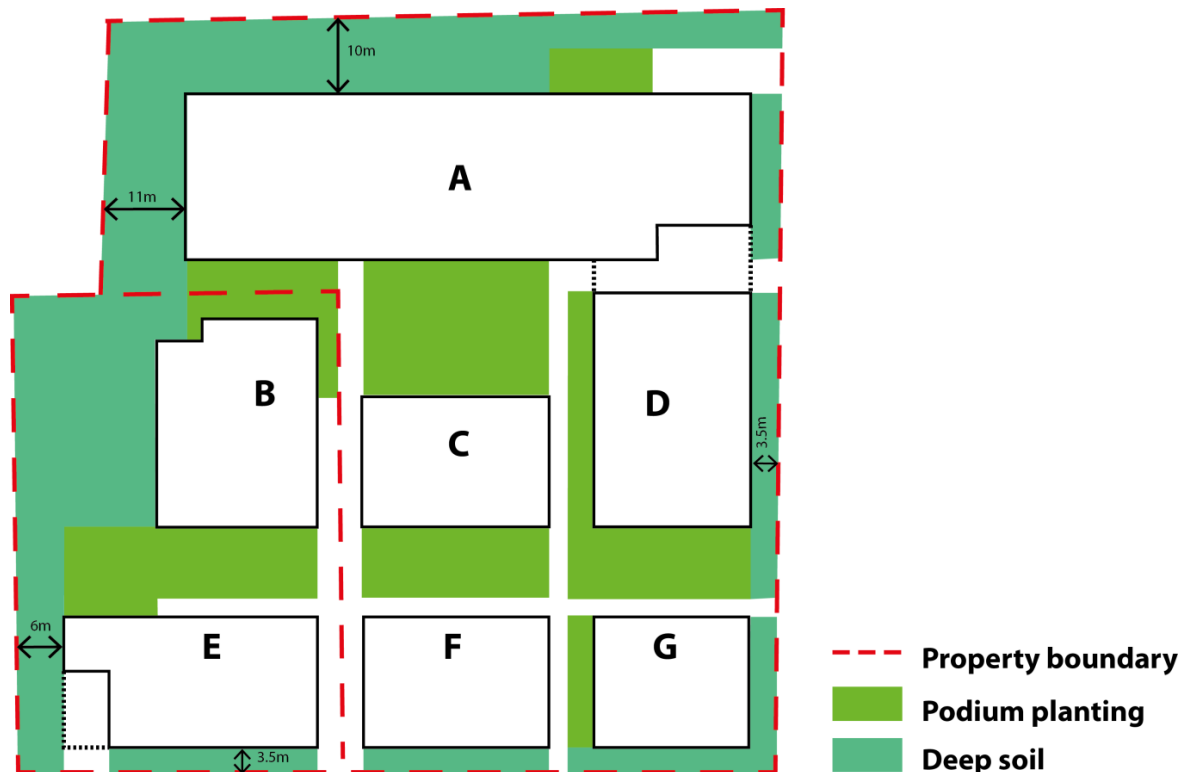 10m
A
11m
B
D
C
3.5m
6m
E
F
G
3.5m
Property boundary
Podium planting
Deep soil